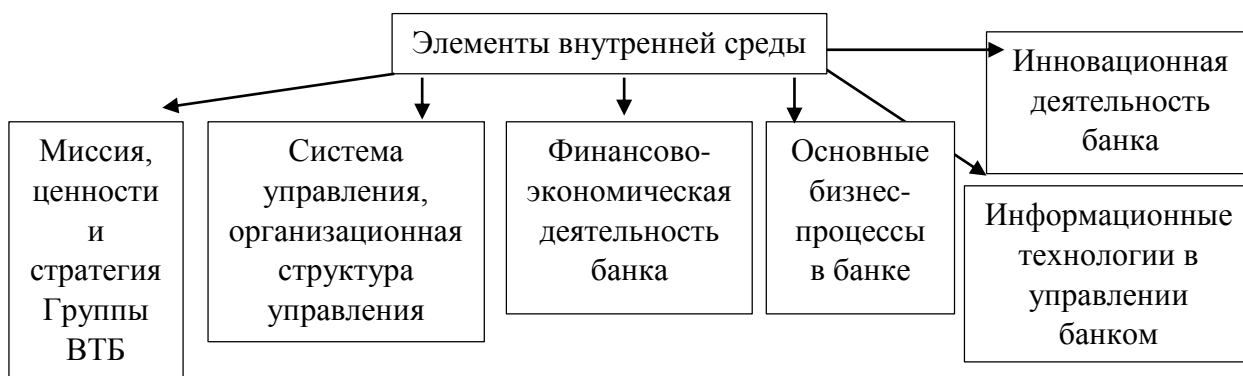 Элементы внутренней среды
Миссия,
ценности
и
стратегия
Группы
ВТБ
Система
управления,
организационная
структура
управления
Финансово-
экономическая
деятельность
банка
Основные
бизнес-
процессы
в банке
Инновационная
деятельность
банка
Информационные
технологии в
управлении
банком